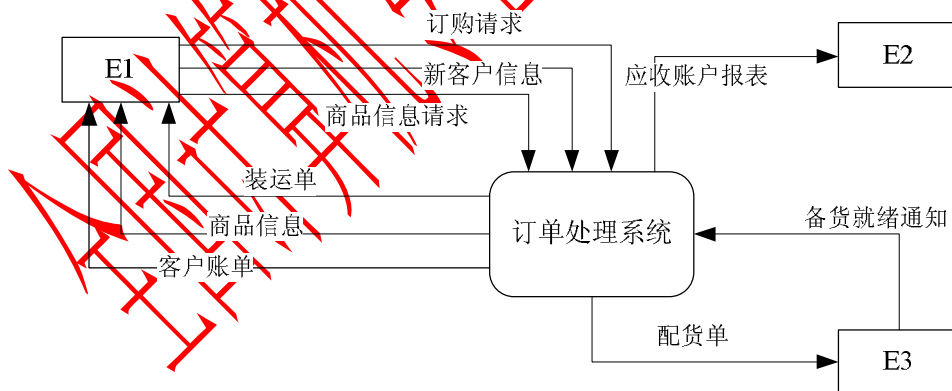 订购请求
E1
新客户信息
商品信息请求
应收账户报表
E2
装运单
商品信息
客户账单
订单处理系统
备货就绪通知
配货单
E3